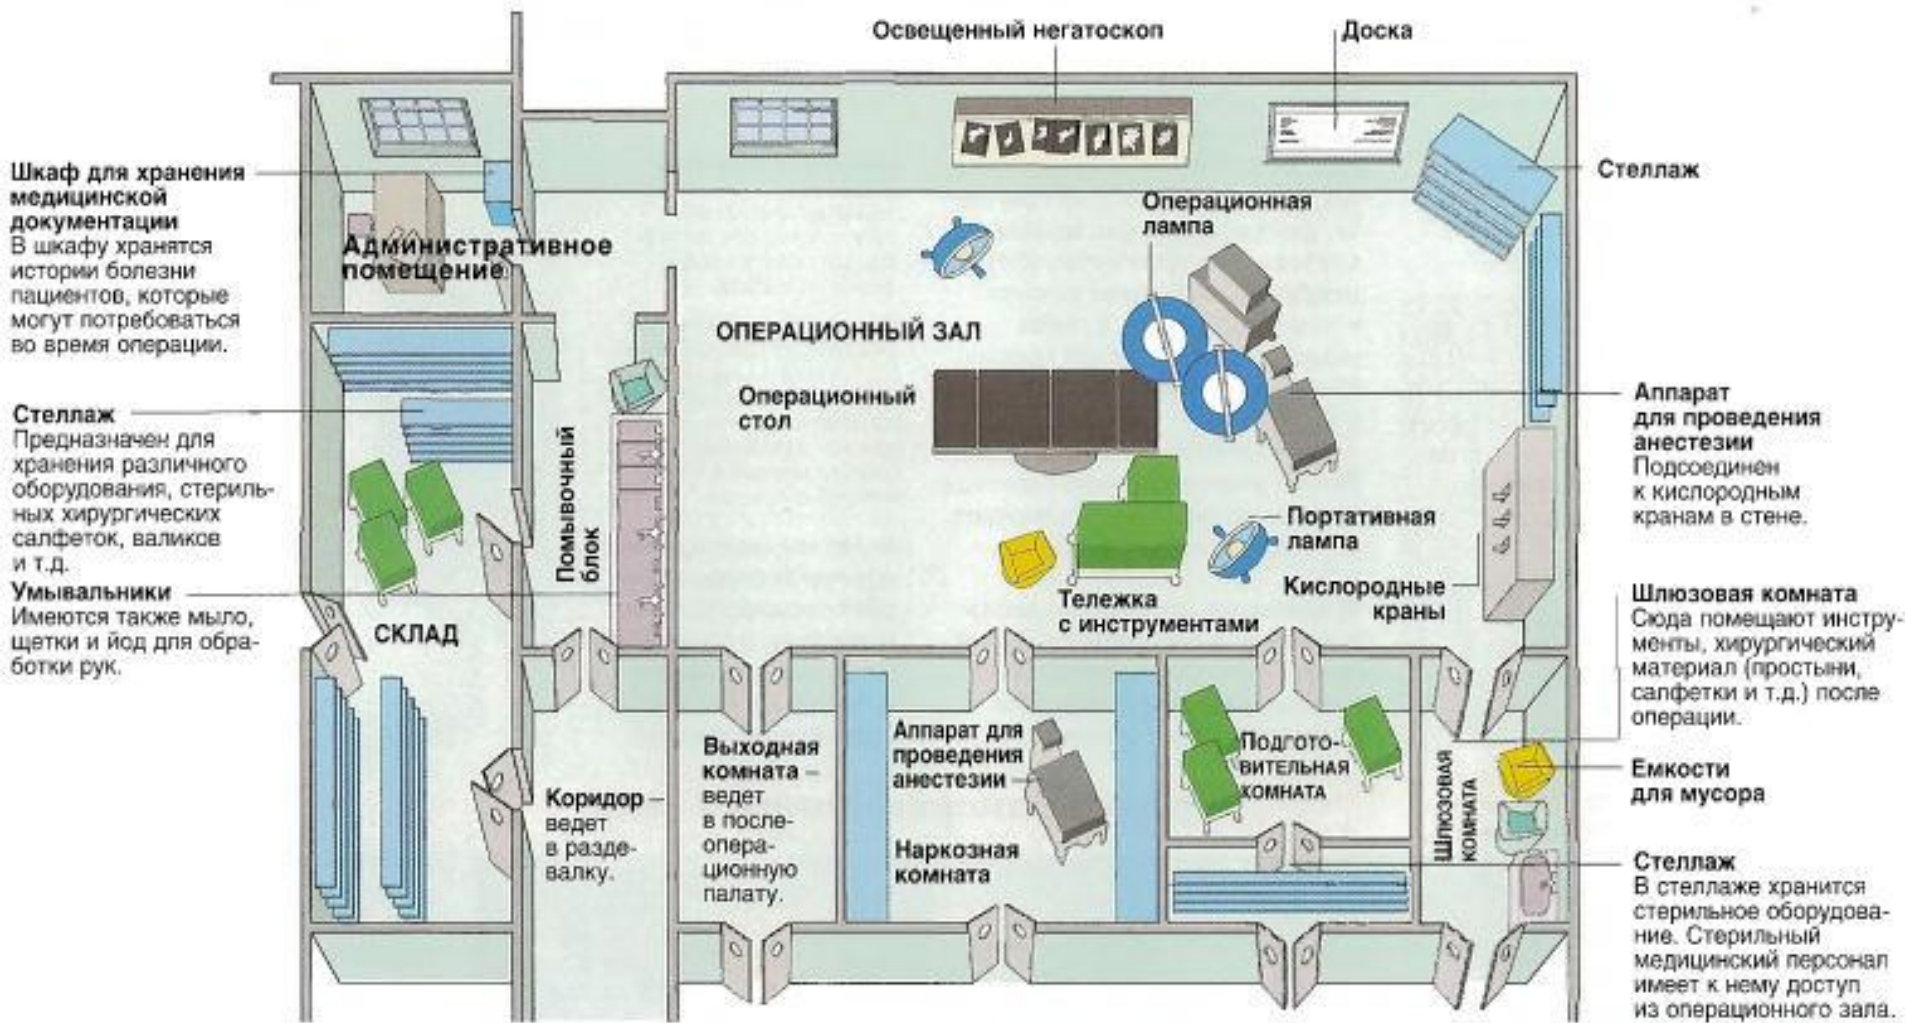 Освещенный негатоскоп
Доска
Шкаф для хранения
медицинской
документации
В шкафу хранятся
истории болезни
пациентов, которые
могут потребоваться
во время операции.
Стеллаж
Предназначен для
хранения различного
оборудования, стериль-
ных хирургических
салфеток, валиков
и т.д.
Умывальники
Имеются также мыло,
щетки и йод для обра-
ботки рук.
Административное
помещение
СКЛАД
Помывочный
блок
Коридор –
ведет
в разде-
валку.
ОПЕРАЦИОННЫЙ ЗАЛ
Операционный
стол
Операционная
лампа
Портативная
лампа
Тележка
с инструментами
Кислородные
краны
Выходная
комната –
ведет
в после-
опера-
ционную
палату.
Аппарат для
проведения
анестезии
Наркозная
комната
ПОДГОТО-
ВИТЕЛЬНАЯ
КОМНАТА
ШЛЮЗОВАЯ
КОМНАТА
Стеллаж
Аппарат
для проведения
анестезии
Подсоединен
к кислородным
кранам в стене.
Шлюзовая комната
Сюда помещают инстру-
менты, хирургический
материал (простыни,
салфетки и т.д.) после
операции.
Емкости
для мусора
Стеллаж
В стеллаже хранится
стерильное оборудова-
ние. Стерильный
медицинский персонал
имеет к нему доступ
из операционного зала.